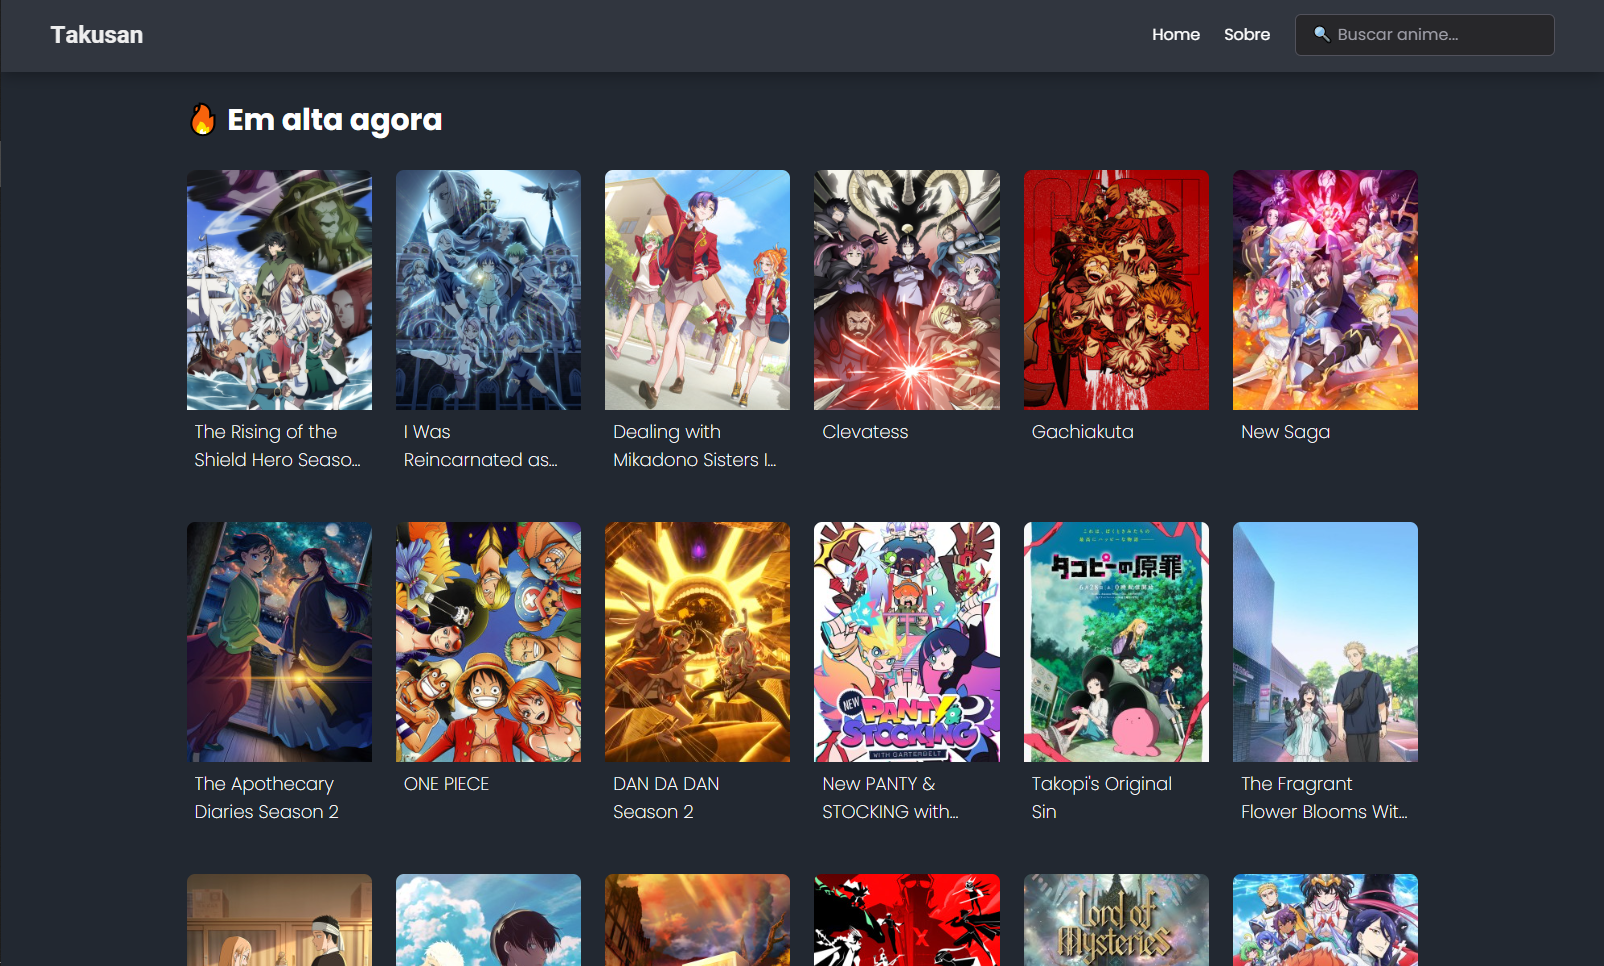 Takusan
Home
Sobre
🔍 Buscar anime...
🔥 Em alta agora
The Rising of the
Shield Hero Seaso...
I Was
Reincarnated as...
Dealing with
Mikadono Sisters I...
Clevatess
Gachiakuta
New Saga
NEW
PANTY &
STOCKING
WITH GARTERBELT
タコピーの原罪
The Apothecary
Diaries Season 2
ONE PIECE
DAN DA DAN
Season 2
New PANTY &
STOCKING with...
Takopi's Original
Sin
The Fragrant
Flower Blooms Wit...
Lord of
Mysteries